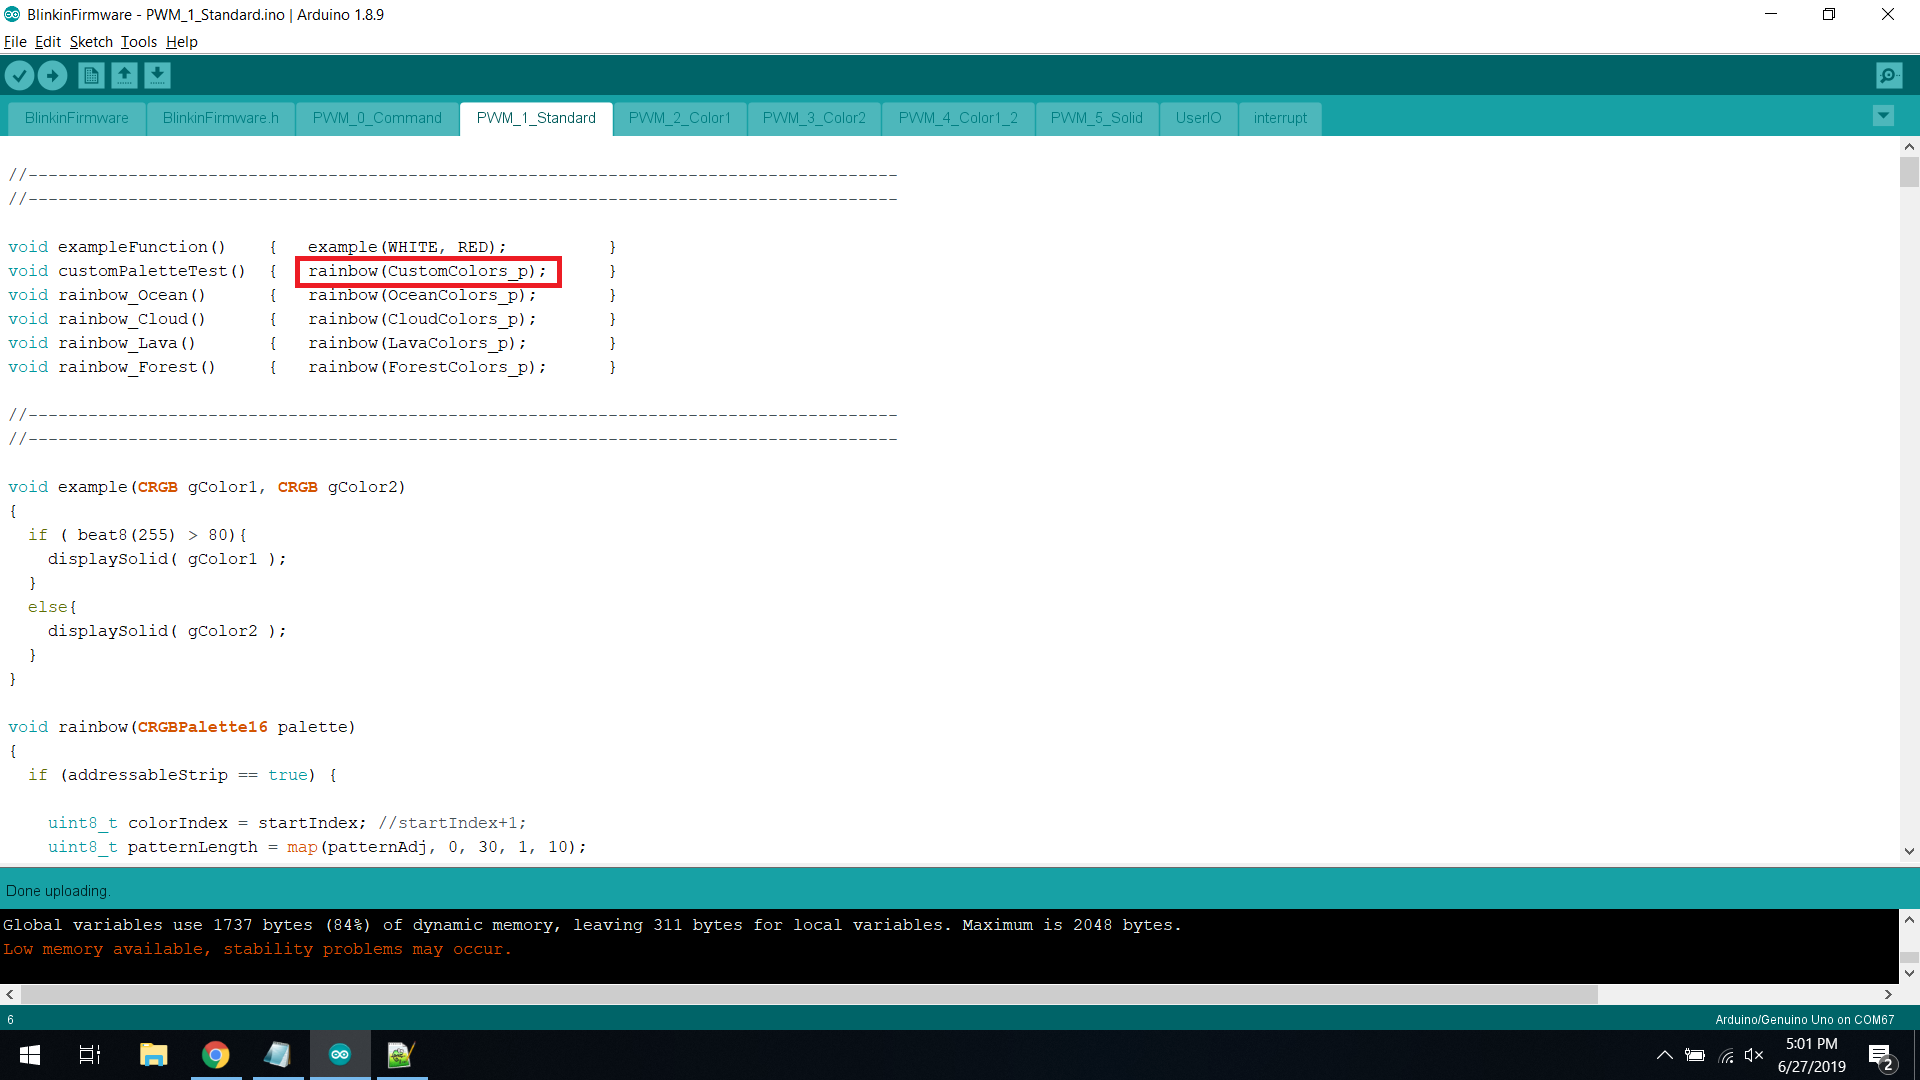 BlinkinFirmware - PWM_1_Standard.ino | Arduino 1.8.9
File Edit Sketch Tools Help
BlinkinFirmware BlinkinFirmware.h PWM_0_Command PWM_1_Standard PWM_2_Color1 PWM_3_Color2 PWM_4_Color1_2 PWM_5_Solid UserIO interrupt
//---------------------------------------------------------------------------------------
//---------------------------------------------------------------------------------------
void exampleFunction() { example(WHITE, RED); }
void customPaletteTest() { rainbow(CustomColors_p); }
void rainbow_Ocean() { rainbow(OceanColors_p); }
void rainbow_Cloud() { rainbow(CloudColors_p); }
void rainbow_Lava() { rainbow(LavaColors_p); }
void rainbow_Forest() { rainbow(ForestColors_p); }
//---------------------------------------------------------------------------------------
//---------------------------------------------------------------------------------------
void example(CRGB gColor1, CRGB gColor2)
{
if ( beat8(255) > 80){
displaySolid( gColor1 );
}
else{
displaySolid( gColor2 );
}
}
void rainbow(CRGBPalette16 palette)
{
if (addressableStrip == true) {
uint8_t colorIndex = startIndex; //startIndex+1;
uint8_t patternLength = map(patternAdj, 0, 30, 1, 10);
Done uploading.
Global variables use 1737 bytes (84%) of dynamic memory, leaving 311 bytes for local variables. Maximum is 2048 bytes.
Low memory available, stability problems may occur.
6 Arduino/Genuino Uno on COM67
5:01 PM
6/27/2019
2